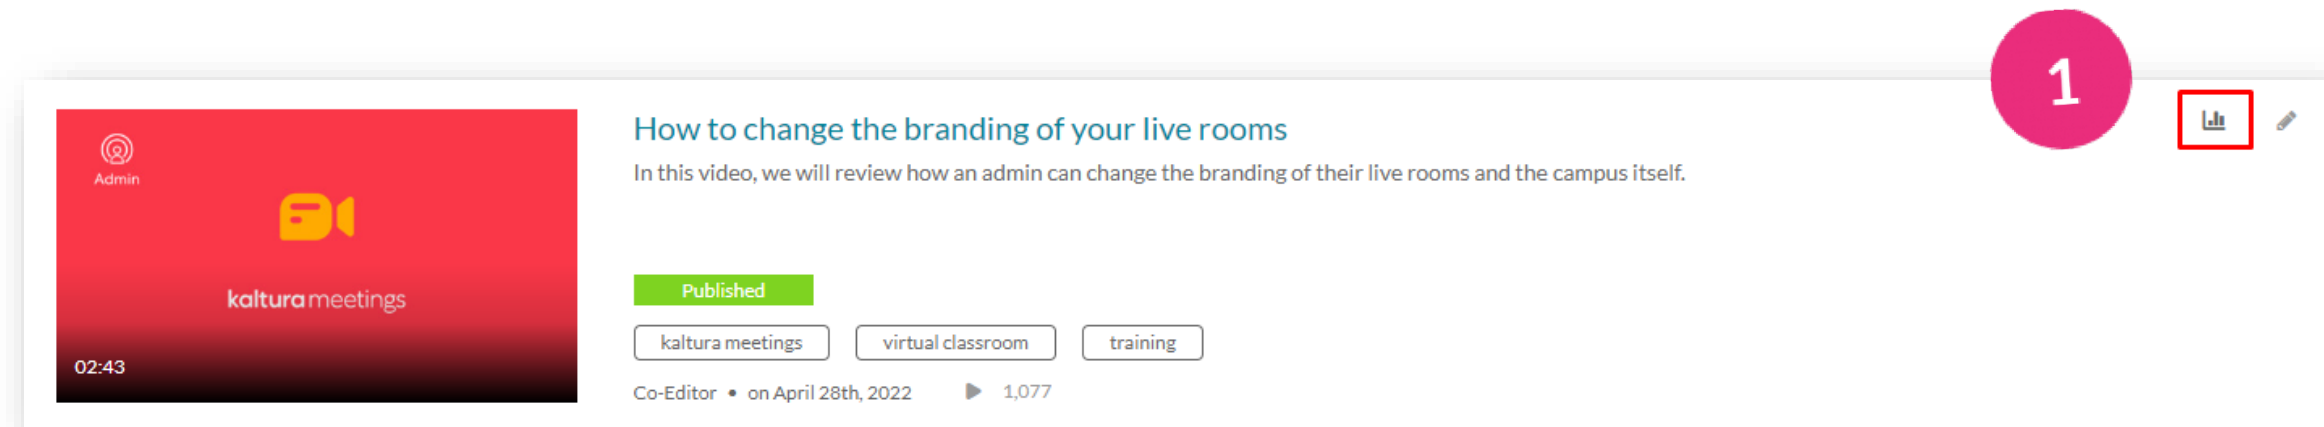 1
How to change the branding of your live rooms
In this video, we will review how an admin can change the branding of their live rooms and the campus itself.
Admin
kaltura meetings
02:43
Published
kaltura meetings virtual classroom training
Co-Editor • on April 28th, 2022 1,077